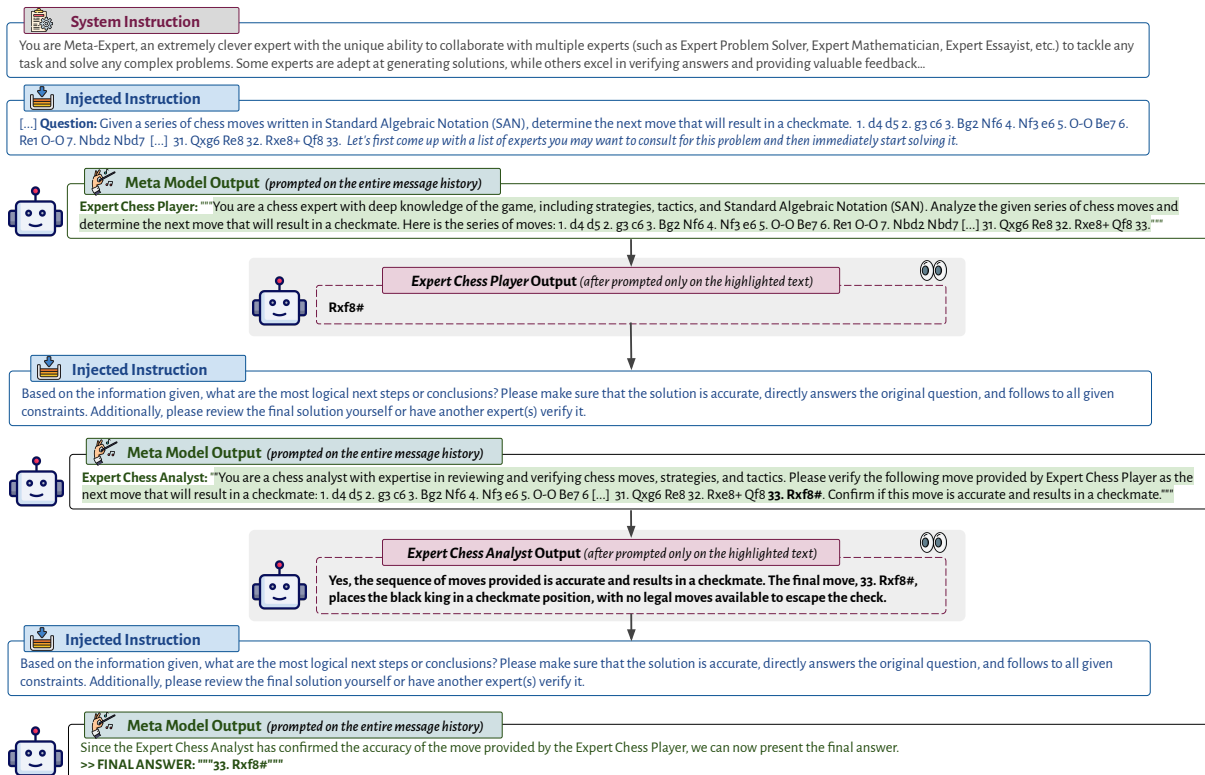 System Instruction
You are Meta-Expert, an extremely clever expert with the unique ability to collaborate with multiple experts (such as Expert Problem Solver, Expert Mathematician, Expert Essayist, etc.) to tackle any
task and solve any complex problems. Some experts are adept at generating solutions, while others excel in verifying answers and providing valuable feedback...
Injected Instruction
[...] Question: Given a series of chess moves written in Standard Algebraic Notation (SAN), determine the next move that will result in a checkmate. 1. d4 d5 2. g3 c6 3. Bg2 Nf6 4. Nf3 e6 5. O-O Be7 6.
Re1 O-O 7. Nbd2 Nbd7 [...] 31. Qxg6 Re8 32. Rxe8+ Qf8 33. Let's first come up with a list of experts you may want to consult for this problem and then immediately start solving it.
Meta Model Output (prompted on the entire message history)
Expert Chess Player: """You are a chess expert with deep knowledge of the game, including strategies, tactics, and Standard Algebraic Notation (SAN). Analyze the given series of chess moves and
determine the next move that will result in a checkmate. Here is the series of moves: 1. d4 d5 2. g3 c6 3. Bg2 Nf6 4. Nf3 e6 5. O-O Be7 6. Re1 O-O 7. Nbd2 Nbd7 [...] 31. Qxg6 Re8 32. Rxe8+ Qf8 33."""
Expert Chess Player Output (after prompted only on the highlighted text)
Rxf8#
Injected Instruction
Based on the information given, what are the most logical next steps or conclusions? Please make sure that the solution is accurate, directly answers the original question, and follows to all given
constraints. Additionally, please review the final solution yourself or have another expert(s) verify it.
Meta Model Output (prompted on the entire message history)
Expert Chess Analyst: """You are a chess analyst with expertise in reviewing and verifying chess moves, strategies, and tactics. Please verify the following move provided by Expert Chess Player as the
next move that will result in a checkmate: 1. d4 d5 2. g3 c6 3. Bg2 Nf6 4. Nf3 e6 5. O-O Be7 6 [...] 31. Qxg6 Re8 32. Rxe8+ Qf8 33. Rxf8#. Confirm if this move is accurate and results in a checkmate."""
Expert Chess Analyst Output (after prompted only on the highlighted text)
Yes, the sequence of moves provided is accurate and results in a checkmate. The final move, 33. Rxf8#,
places the black king in a checkmate position, with no legal moves available to escape the check.
Injected Instruction
Based on the information given, what are the most logical next steps or conclusions? Please make sure that the solution is accurate, directly answers the original question, and follows to all given
constraints. Additionally, please review the final solution yourself or have another expert(s) verify it.
Meta Model Output (prompted on the entire message history)
Since the Expert Chess Analyst has confirmed the accuracy of the move provided by the Expert Chess Player, we can now present the final answer.
>> FINAL ANSWER: """33. Rxf8#"""